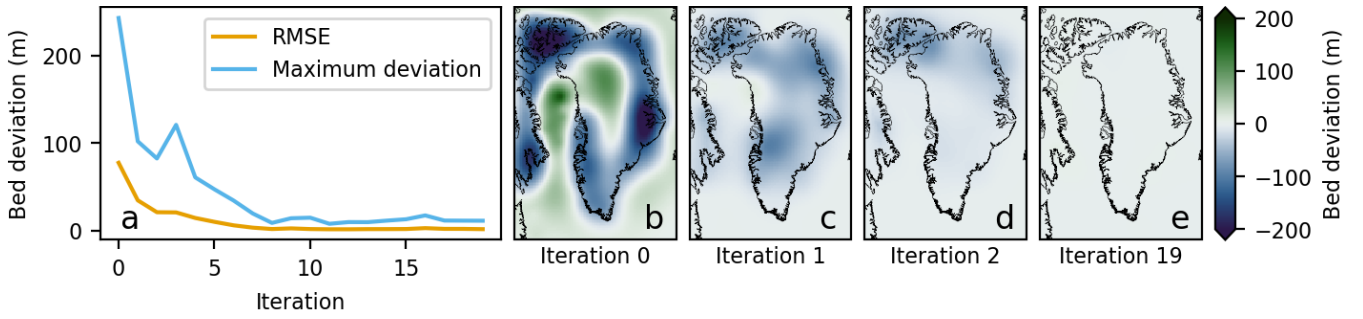 Bed deviation (m)
200
100
0
RMSE
Maximum deviation
a
0 5 10 15
Iteration
b
Iteration 0
c
Iteration 1
d
Iteration 2
e
Iteration 19
200
100
0
−100
−200
Bed deviation (m)